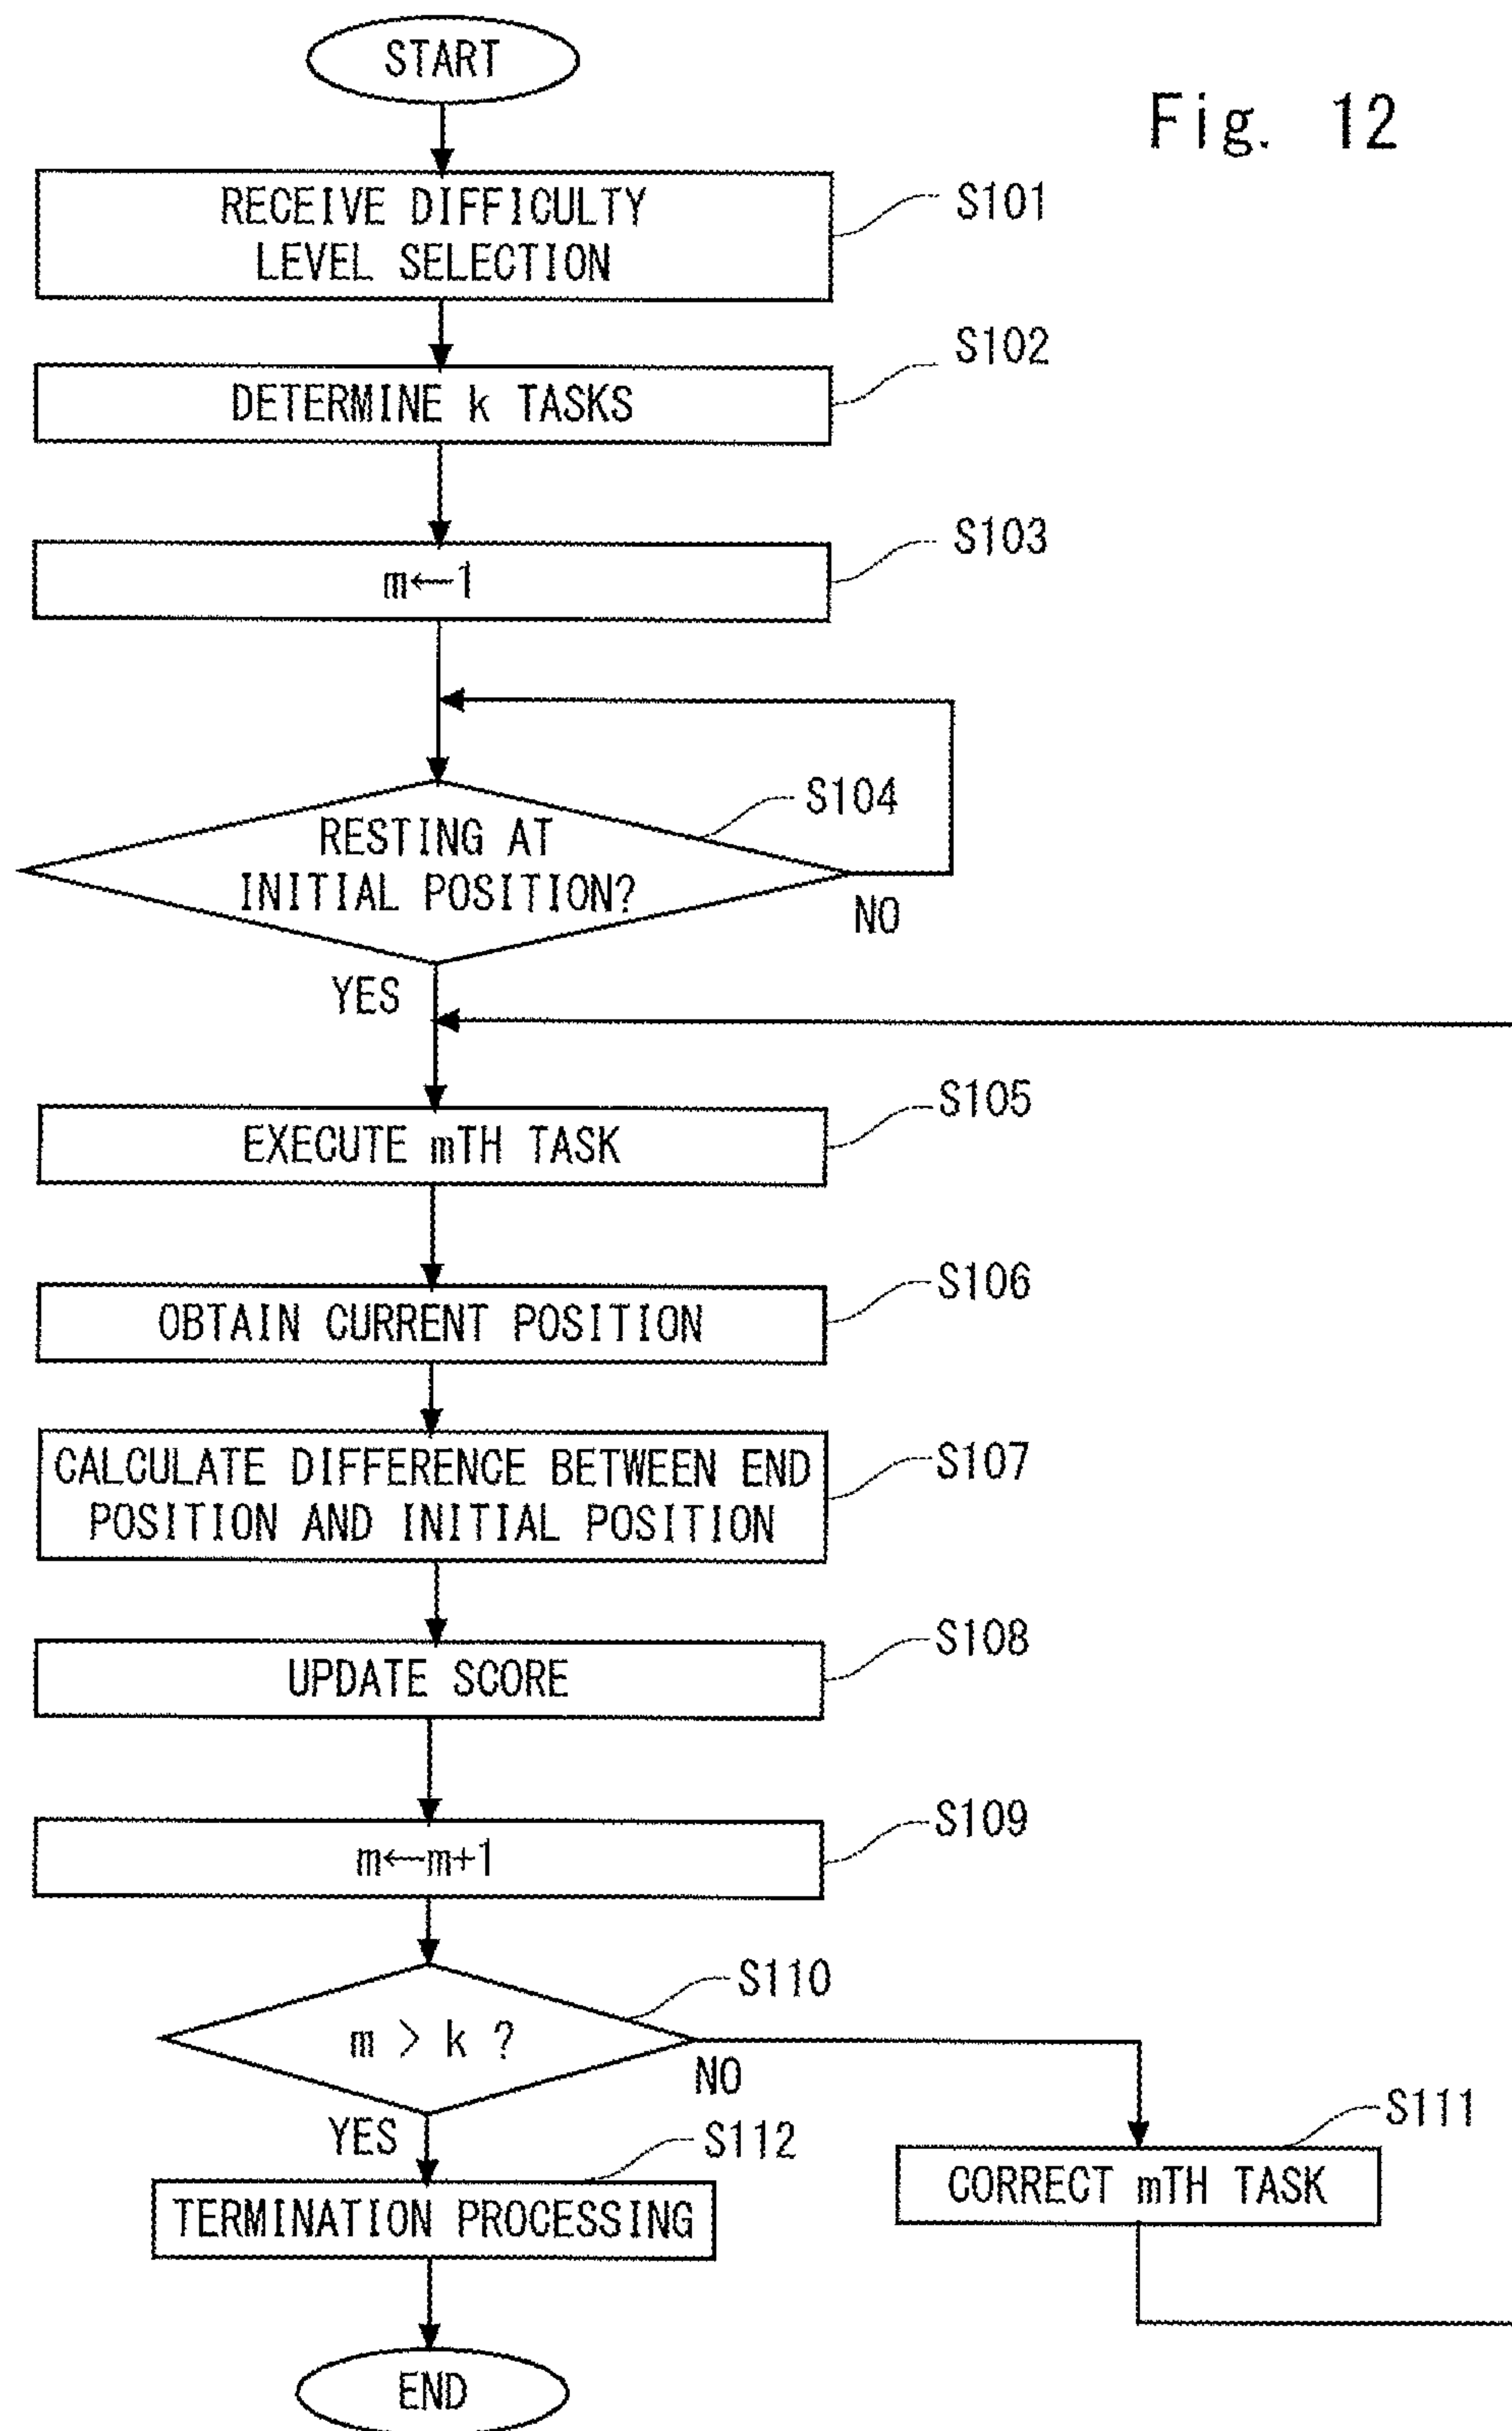 START
Fig. 12
RECEIVE DIFFICULTY
LEVEL SELECTION
S101
DETERMINE k TASKS
S102
m←1
S103
RESTING AT
INITIAL POSITION?
S104
NO
YES
EXECUTE mTH TASK
S105
OBTAIN CURRENT POSITION
S106
CALCULATE DIFFERENCE BETWEEN END
POSITION AND INITIAL POSITION
S107
UPDATE SCORE
S108
m←m+1
S109
m > k ?
S110
NO
YES
CORRECT mTH TASK
S111
TERMINATION PROCESSING
S112
END